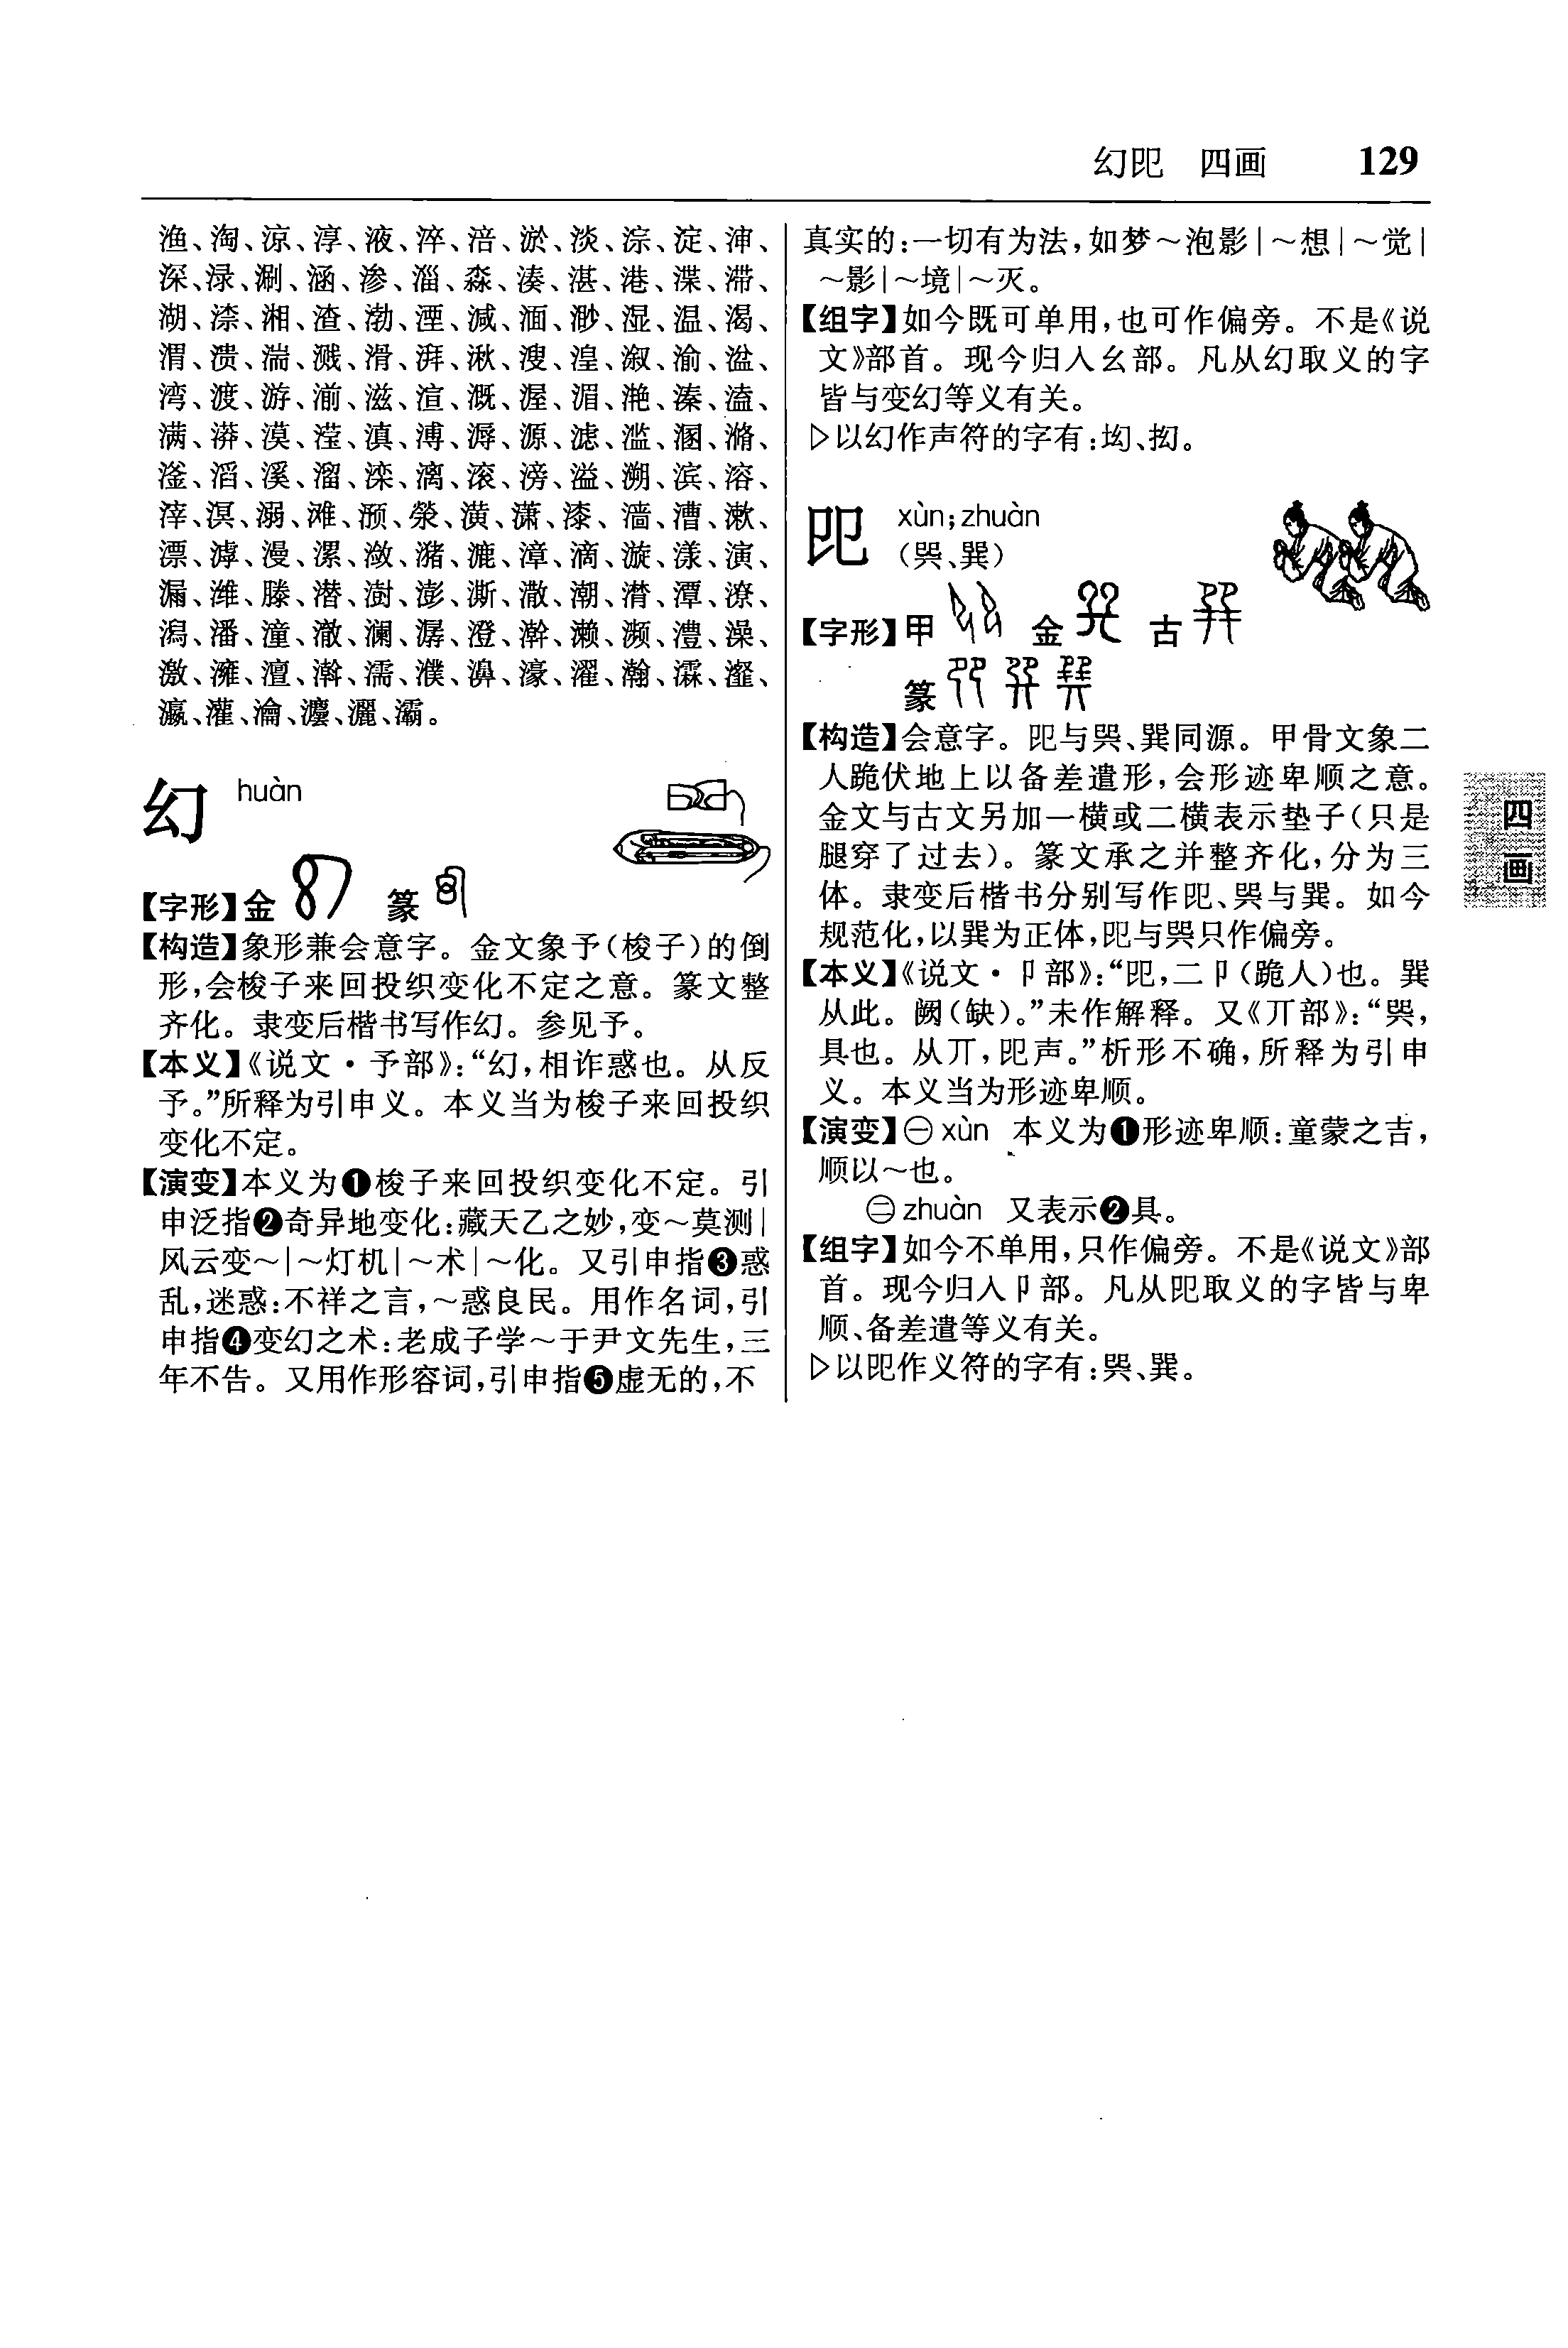 幻𠨎 四画 129
渔、淘、凉、淳、液、淬、涪、淤、淡、淙、淀、
深、渌、涮、涵、渗、淄、淼、凑、湛、港、渫、滞、
湖、渿、湘、渣、渤、湮、减、湎、渺、湿、温、渴、
渭、溃、湍、溅、滑、湃、湫、溲、湟、溆、渝、湓、
湾、渡、游、湔、滋、渲、溉、渥、湄、滟、溱、溘、
满、漭、漠、滢、滇、溥、溽、源、滤、滥、溷、滫、
滏、滔、溪、溜、滦、漓、滚、滂、溢、溯、滨、溶、
滓、溟、溺、滩、滪、荥、潢、潇、漆、漕、漱、
漂、滹、漫、漯、潋、潴、漉、漳、滴、漩、漾、演、
漏、潍、滕、潜、澍、澎、澌、潵、潮、潸、潭、潦、
潟、潘、潼、澈、澜、潺、澄、澣、濑、濒、澧、澡、
激、澭、澶、濣、濡、濮、濞、濠、濯、瀚、瀣、
瀛、灌、瀹、瀍、灞。
幻 huàn
【字形】金 篆
【构造】象形兼会意字。金文象予(梭子)的倒
形,会梭子来回投织变化不定之意。篆文整
齐化。隶变后楷书写作幻。参见予。
【本义】《说文·予部》:“幻,相诈惑也。从反
予。”所释为引申义。本义当为梭子来回投织
变化不定。
【演变】本义为❶梭子来回投织变化不定。引
申泛指❷奇异地变化:藏天乙之妙,变～莫测|
风云变～|～灯机|～术|～化。又引申指❸惑
乱,迷惑:不祥之言,～惑良民。用作名词,引
申指❹变幻之术:老成子学～于尹文先生,三
年不告。又用作形容词,引申指❺虚无的,不
真实的:一切有为法,如梦～泡影|～想|～觉|
～影|～境|～灭。
【组字】如今既可单用,也可作偏旁。不是《说
文》部首。现今归入幺部。凡从幻取义的字
皆与变幻等义有关。
▷以幻作声符的字有:㘭、抝。
𠨎 xùn;zhuàn
(巺、巽)
【字形】甲 金 古
篆
【构造】会意字。𠨎与巺、巽同源。甲骨文象二
人跪伏地上以备差遣形,会形迹卑顺之意。
金文与古文另加一横或二横表示垫子(只是
腿穿了过去)。篆文承之并整齐化,分为三
体。隶变后楷书分别写作𠨎、巺与巽。如今
规范化,以巽为正体,𠨎与巺只作偏旁。
【本义】《说文·卩部》:“𠨎,二卩(跪人)也。巽
从此。阙(缺)。”未作解释。又《丌部》:“巺,
具也。从丌,𠨎声。”析形不确,所释为引申
义。本义当为形迹卑顺。
【演变】㊀xùn 本义为❶形迹卑顺:童蒙之吉,
顺以～也。
㊁zhuàn 又表示❷具。
【组字】如今不单用,只作偏旁。不是《说文》部
首。现今归入卩部。凡从𠨎取义的字皆与卑
顺、备差遣等义有关。
▷以𠨎作义符的字有:巺、巽。
四
画